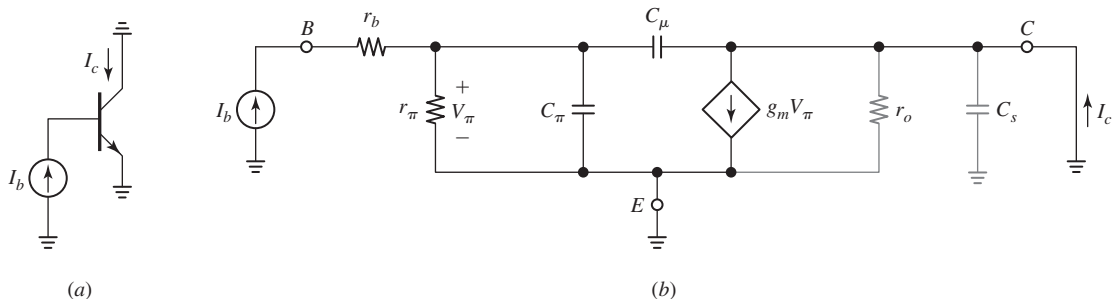 I_c
I_b
(a)
B
r_b
C_μ
C
I_b
r_π
+
V_π
−
C_π
g_m V_π
r_o
C_s
I_c
E
(b)